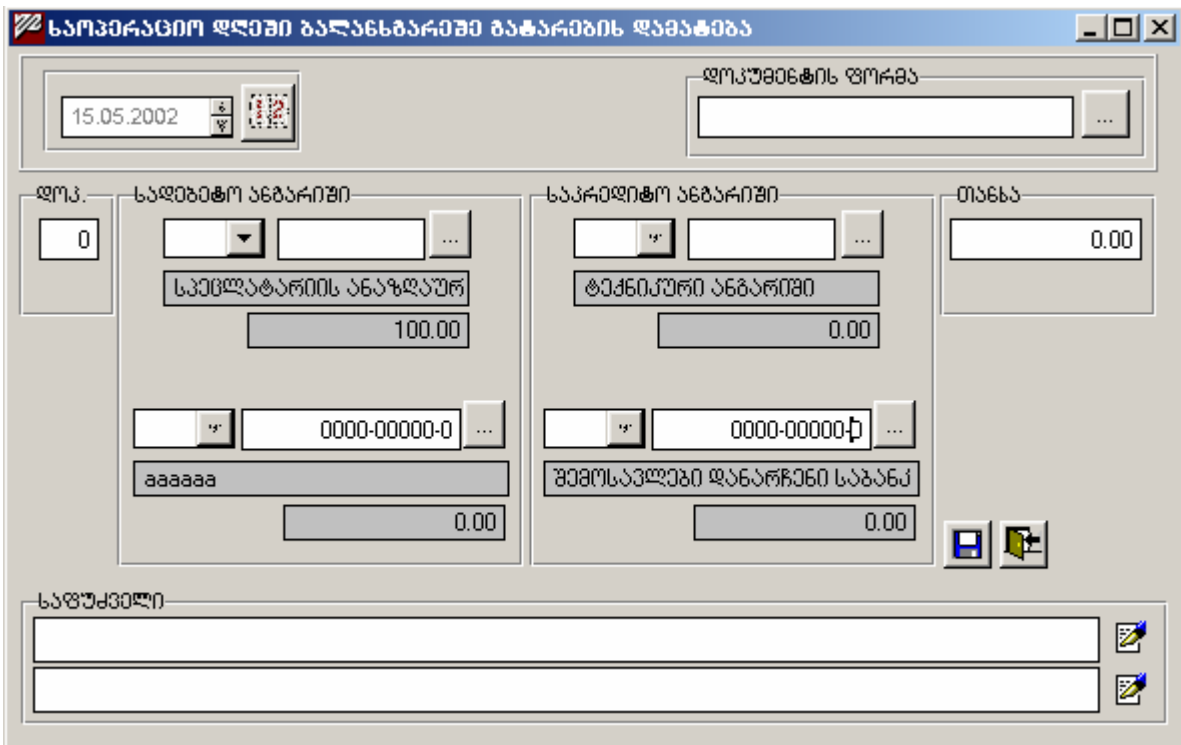 საოპერაციო დღეში ბალანსგარეშე გატარების დამატება
დოკუმენტის ფორმა
15.05.2002
12
...
დოკ.
სადებეტო ანგარიში
საკრედიტო ანგარიში
თანხა
0
...
...
0.00
სპეცლატარიის ანაზღაურ
ტექნიკური ანგარიში
100.00
0.00
0000-00000-0
...
0000-00000-0
...
aaaaaa
შემოსავლები დანარჩენი საბანკ
0.00
0.00
საფუძველი